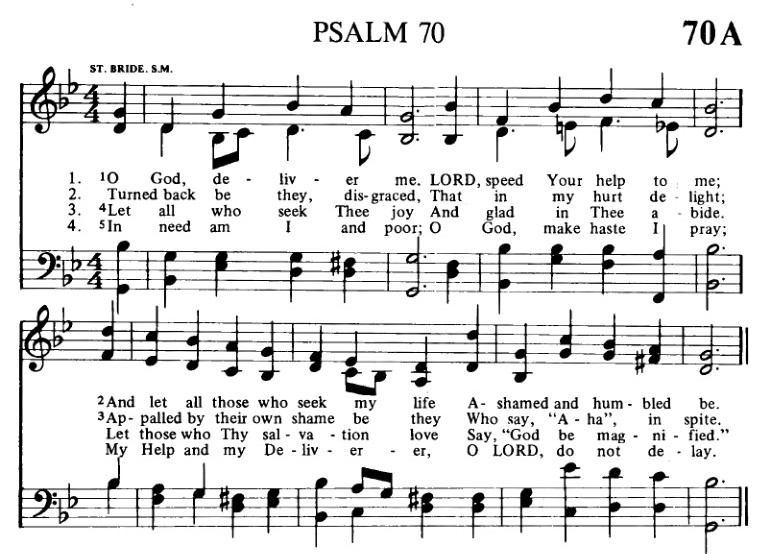 PSALM 70
70 A
ST. BRIDE. S.M.
1. ¹O God, de - liv - er me. LORD, speed Your help to me;
2. Turned back be they, dis-graced, That in my hurt de - light;
3. ⁴Let all who seek Thee joy And glad in Thee a - bide.
4. ⁵In need am I and poor; O God, make haste I pray;
²And let all those who seek my life A- shamed and hum- bled be.
³Ap- palled by their own shame be they Who say, "A - ha", in spite.
Let those who Thy sal - va - tion love Say, "God be mag - ni - fied."
My Help and my De- liv - er - er, O LORD, do not de - lay.